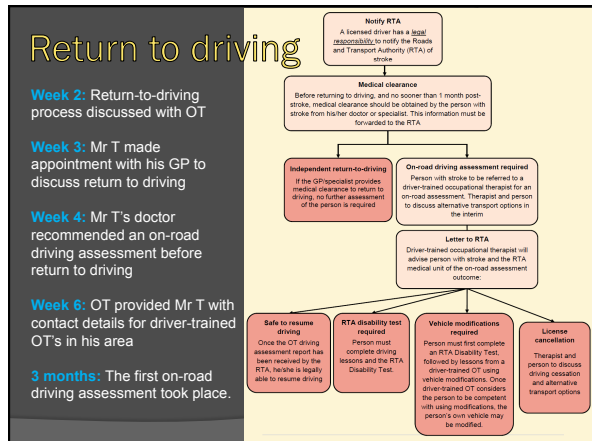 Return to driving
Week 2: Return-to-driving
process discussed with OT
Week 3: Mr T made
appointment with his GP to
discuss return to driving
Week 4: Mr T's doctor
recommended an on-road
driving assessment before
return to driving
Week 6: OT provided Mr T with
contact details for driver-trained
OT's in his area
3 months: The first on-road
driving assessment took place.
Notify RTA
A licensed driver has a legal
responsibility to notify the Roads
and Transport Authority (RTA) of
stroke
Medical clearance
Before returning to driving, and no sooner than 1 month post-
stroke, medical clearance should be obtained by the person with
stroke from his/her doctor or specialist. This information must be
forwarded to the RTA
Independent return-to-driving
If the GP/specialist provides
medical clearance to return to
driving, no further assessment
of the person is required
On-road driving assessment required
Person with stroke to be referred to a
driver-trained occupational therapist for an
on-road assessment. Therapist and person
to discuss alternative transport options in
the interim
Letter to RTA
Driver-trained occupational therapist will
advise person with stroke and the RTA
medical unit of the on-road assessment
outcome:
Safe to resume
driving
Once the OT driving
assessment report has
been received by the
RTA, he/she is legally
able to resume driving
RTA disability test
required
Person must
complete driving
lessons and the RTA
Disability Test.
Vehicle modifications
required
Person must first complete
an RTA Disability Test,
followed by lessons from a
driver-trained OT using
vehicle modifications. Once
driver-trained OT considers
the person to be competent
with using modifications, the
person's own vehicle may
be modified.
License
cancellation
Therapist and
person to discuss
driving cessation
and alternative
transport options